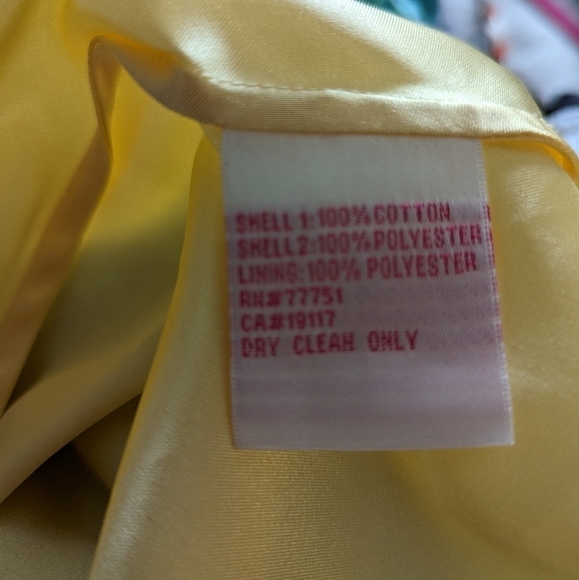 SHELL 1:100% COTTON
SHELL 2:100% POLYESTER
LINING:100% POLYESTER
RN#77751
CA#19117
DRY CLEAN ONLY